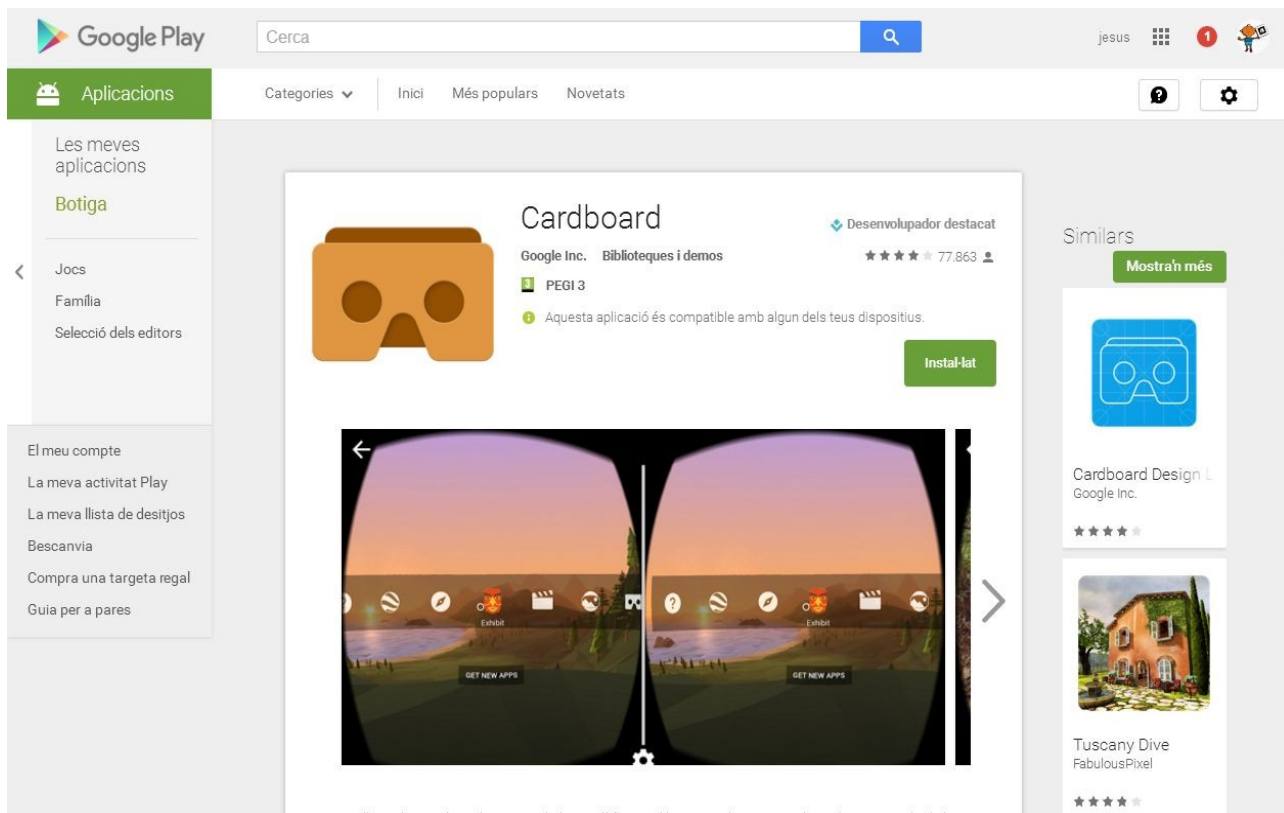 Google Play
Cerca
jesus
1
Aplicacions
Categories
Inici
Més populars
Novetats
Les meves
aplicacions
Botiga
Jocs
Família
Selecció dels editors
El meu compte
La meva activitat Play
La meva llista de desitjos
Bescanvia
Compra una targeta regal
Guia per a pares
Cardboard
Desenvolupador destacat
Google Inc. Biblioteques i demos
77.863
3 PEGI 3
Aquesta aplicació és compatible amb algun dels teus dispositius.
Instal·lat
Exhibit
GET NEW APPS
Exhibit
GET NEW APPS
Similars
Mostra'n més
Cardboard Design L
Google Inc.
Tuscany Dive
FabulousPixel